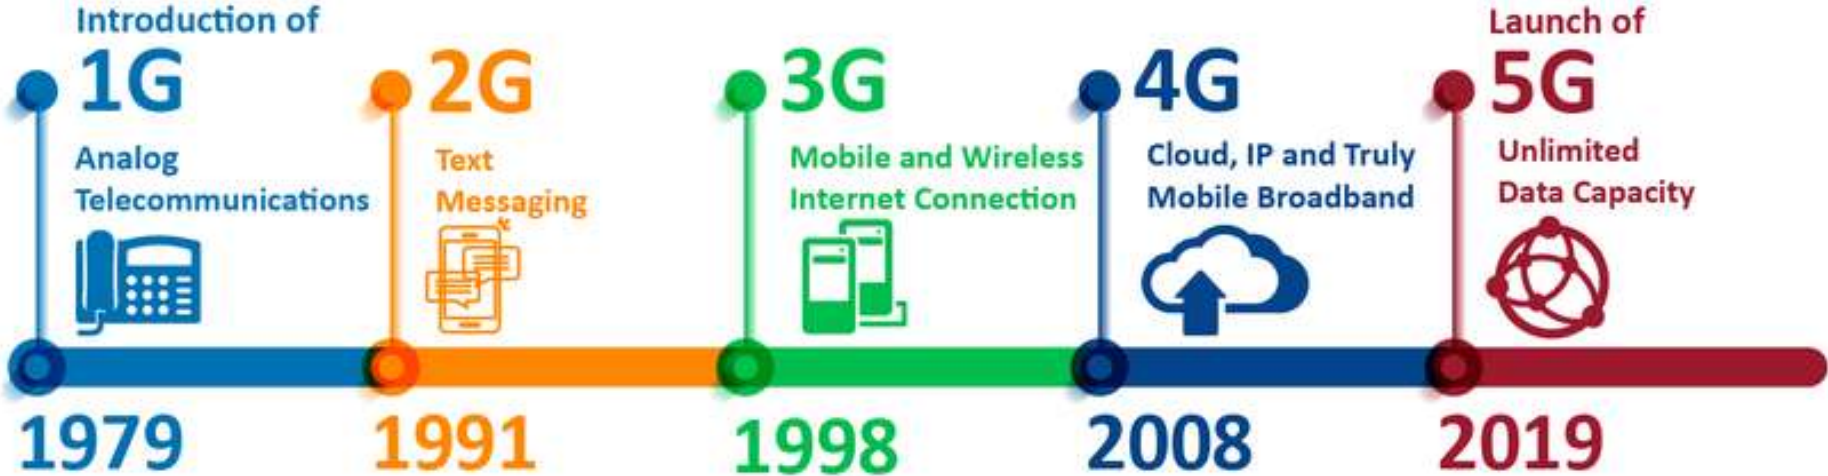 Introduction of
1G
Analog
Telecommunications
1979
2G
Text
Messaging
1991
3G
Mobile and Wireless
Internet Connection
1998
4G
Cloud, IP and Truly
Mobile Broadband
2008
Launch of
5G
Unlimited
Data Capacity
2019